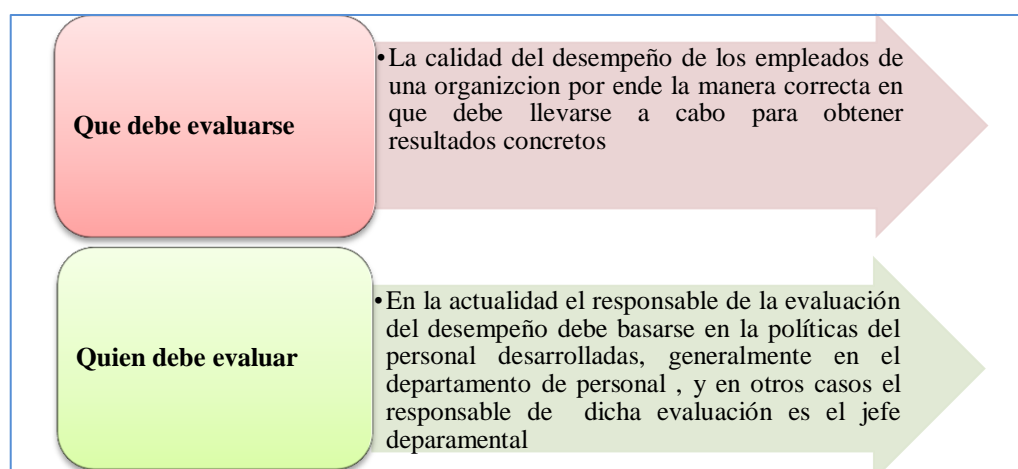 Que debe evaluarse
•La calidad del desempeño de los empleados de
una organizcion por ende la manera correcta en
que debe llevarse a cabo para obtener
resultados concretos
Quien debe evaluar
•En la actualidad el responsable de la evaluación
del desempeño debe basarse en la políticas del
personal desarrolladas, generalmente en el
departamento de personal , y en otros casos el
responsable de dicha evaluación es el jefe
deparamental